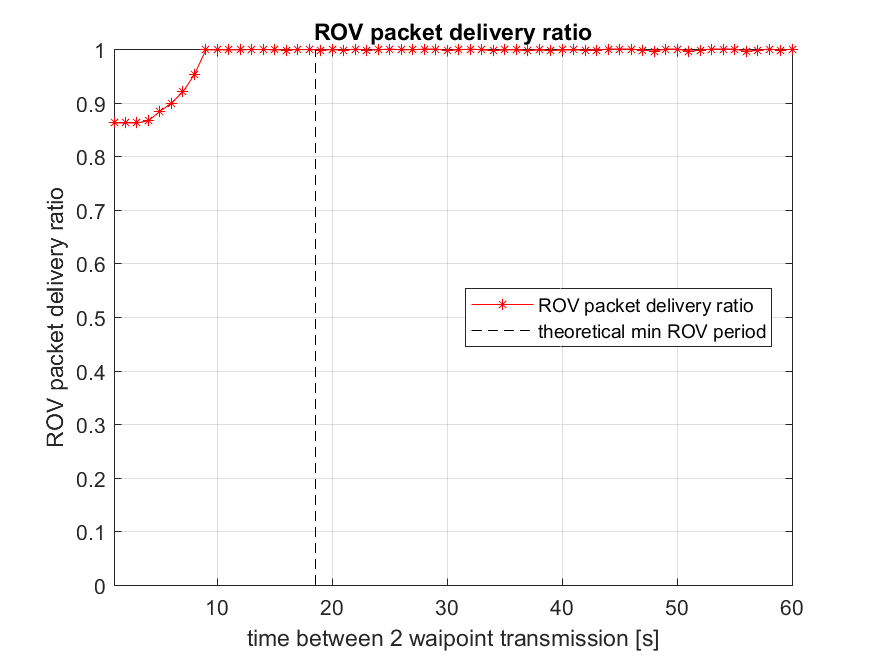 ROV packet delivery ratio
ROV packet delivery ratio
1
0.9
0.8
0.7
0.6
0.5
0.4
0.3
0.2
0.1
0
ROV packet delivery ratio
theoretical min ROV period
10 20 30 40 50 60
time between 2 waipoint transmission [s]